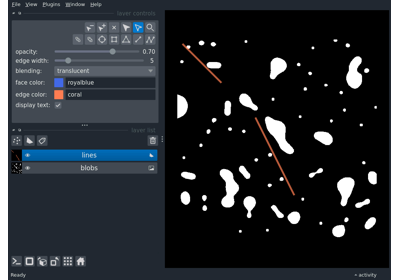 File View Plugins Window Help
layer controls
opacity: 0.70
edge width: 5
blending: translucent
face color: royalblue
edge color: coral
display text:
layer list
lines
blobs
Ready
activity